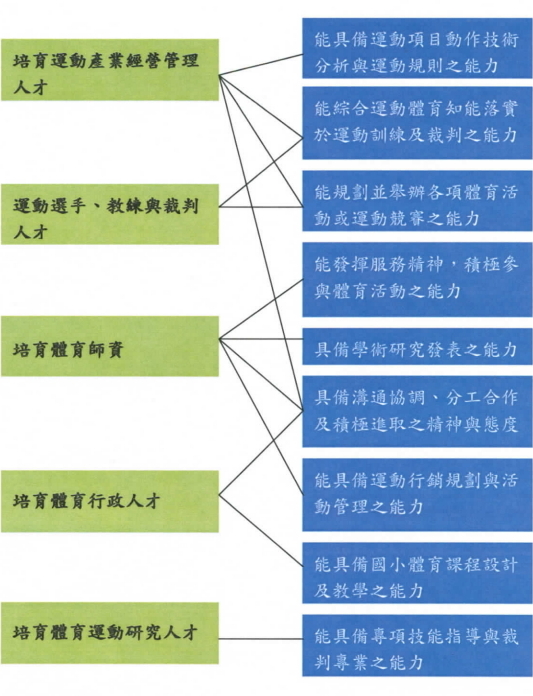 培育運動產業經營管理
人才
運動選手、教練與裁判
人才
培育體育師資
培育體育行政人才
培育體育運動研究人才
能具備運動項目動作技術
分析與運動規則之能力
能綜合運動體育知能落實
於運動訓練及裁判之能力
能規劃並舉辦各項體育活
動或運動競賽之能力
能發揮服務精神，積極參
與體育活動之能力
具備學術研究發表之能力
具備溝通協調、分工合作
及積極進取之精神與態度
能具備運動行銷規劃與活
動管理之能力
能具備國小體育課程設計
及教學之能力
能具備專項技能指導與裁
判專業之能力